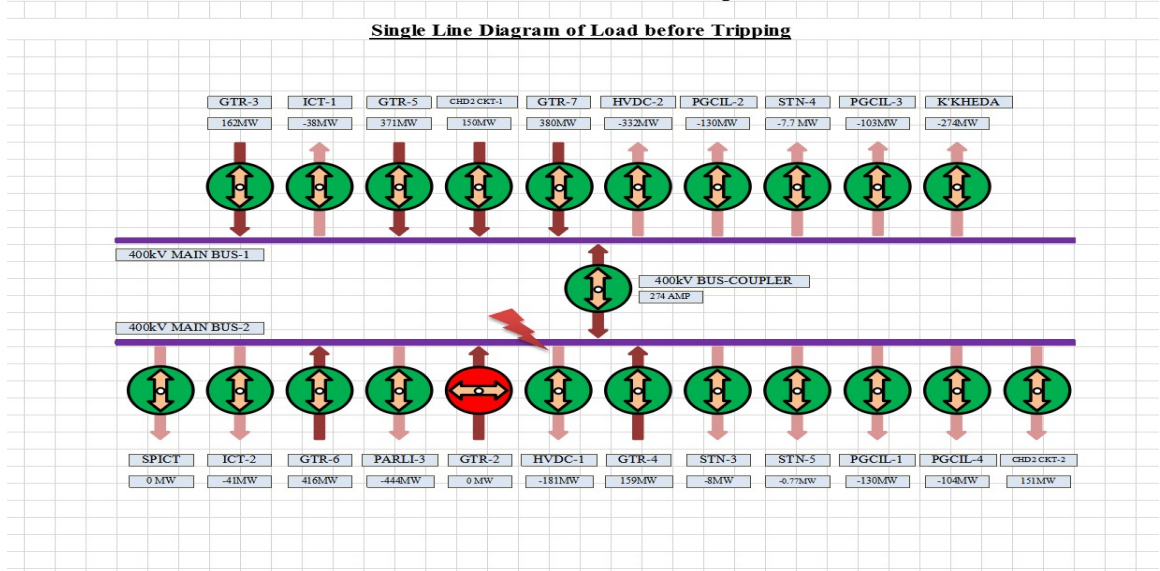 Single Line Diagram of Load before Tripping
GTR-3 ICT-1 GTR-5 CHD2 CKT-1 GTR-7 HVDC-2 PGCIL-2 STN-4 PGCIL-3 K'KHEDA
162MW -38MW 371MW 150MW 380MW -332MW -130MW -7.7 MW -103MW -274MW
400kV MAIN BUS-1
400kV BUS-COUPLER
274 AMP
400kV MAIN BUS-2
SPICT ICT-2 GTR-6 PARLI-3 GTR-2 HVDC-1 GTR-4 STN-3 STN-5 PGCIL-1 PGCIL-4 CHD2 CKT-2
0 MW -41MW 416MW -444MW 0 MW -181MW 159MW -8MW -0.77MW -130MW -104MW 151MW